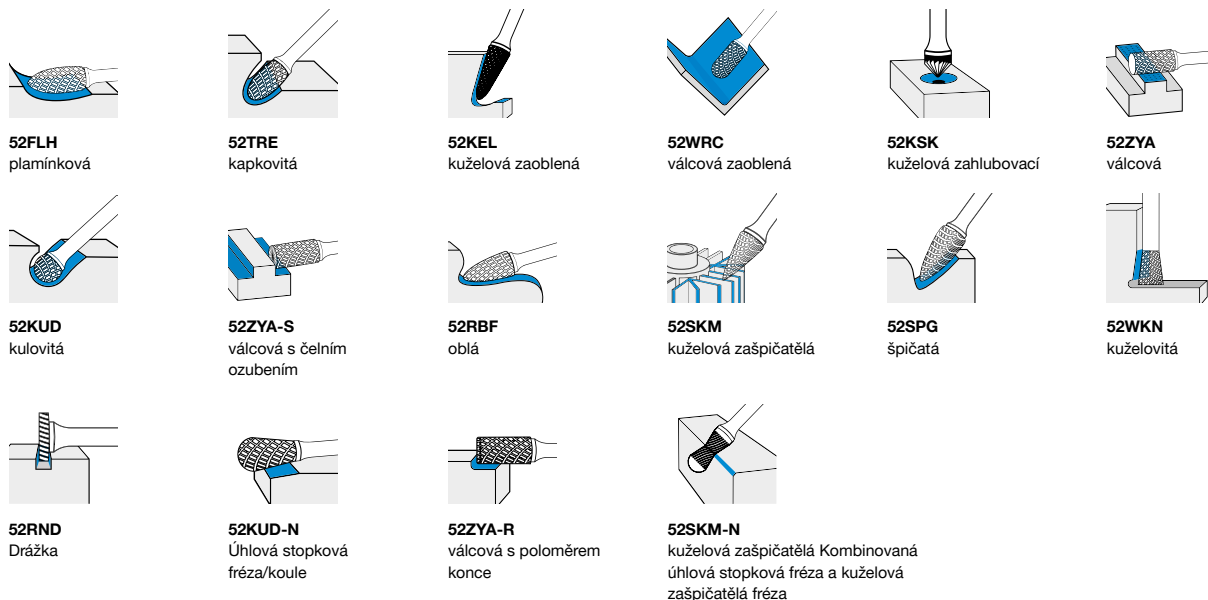 52FLH
plamínková
52TRE
kapkovitá
52KEL
kuželová zaoblená
52WRC
válcová zaoblená
52KSK
kuželová zahlubovací
52ZYA
válcová
52KUD
kulovitá
52ZYA-S
válcová s čelním
ozubením
52RBF
oblá
52SKM
kuželová zašpičatělá
52SPG
špičatá
52WKN
kuželovitá
52RND
Drážka
52KUD-N
Úhlová stopková
fréza/koule
52ZYA-R
válcová s poloměrem
konce
52SKM-N
kuželová zašpičatělá Kombinovaná
úhlová stopková fréza a kuželová
zašpičatělá fréza